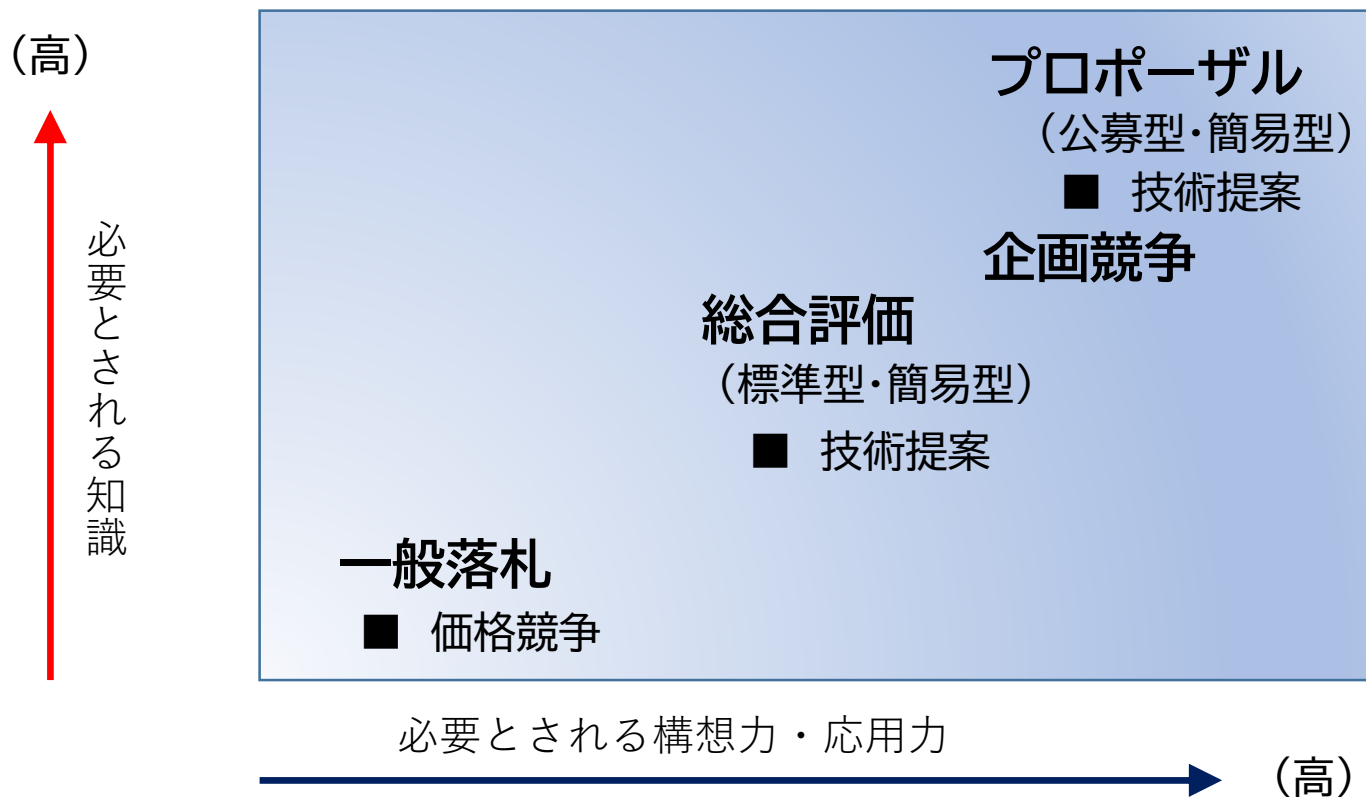 （高）
必要とされる知識
プロポーザル
（公募型・簡易型）
■ 技術提案
企画競争
総合評価
（標準型・簡易型）
■ 技術提案
一般落札
■ 価格競争
必要とされる構想力・応用力
（高）